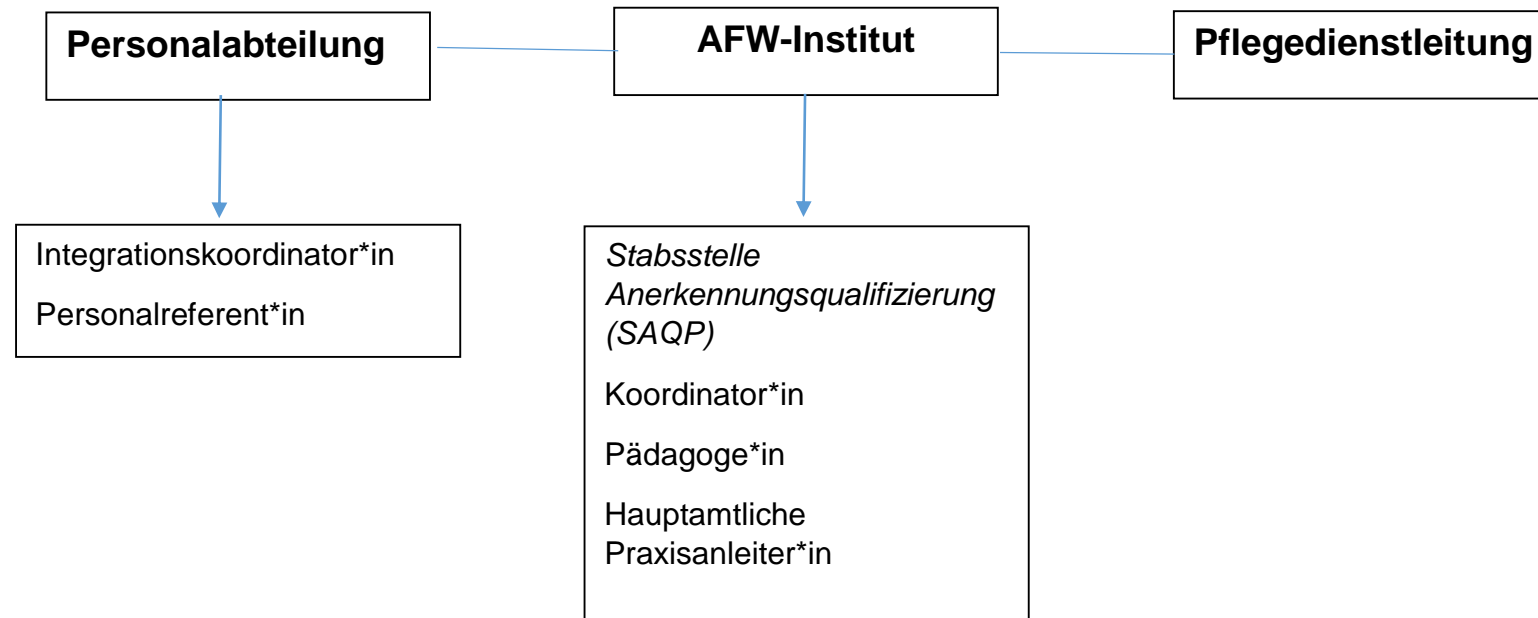 Personalabteilung
AFW-Institut
Pflegedienstleitung
Integrationskoordinator*in
Personalreferent*in
Stabsstelle
Anerkennungsqualifizierung
(SAQP)
Koordinator*in
Pädagoge*in
Hauptamtliche
Praxisanleiter*in